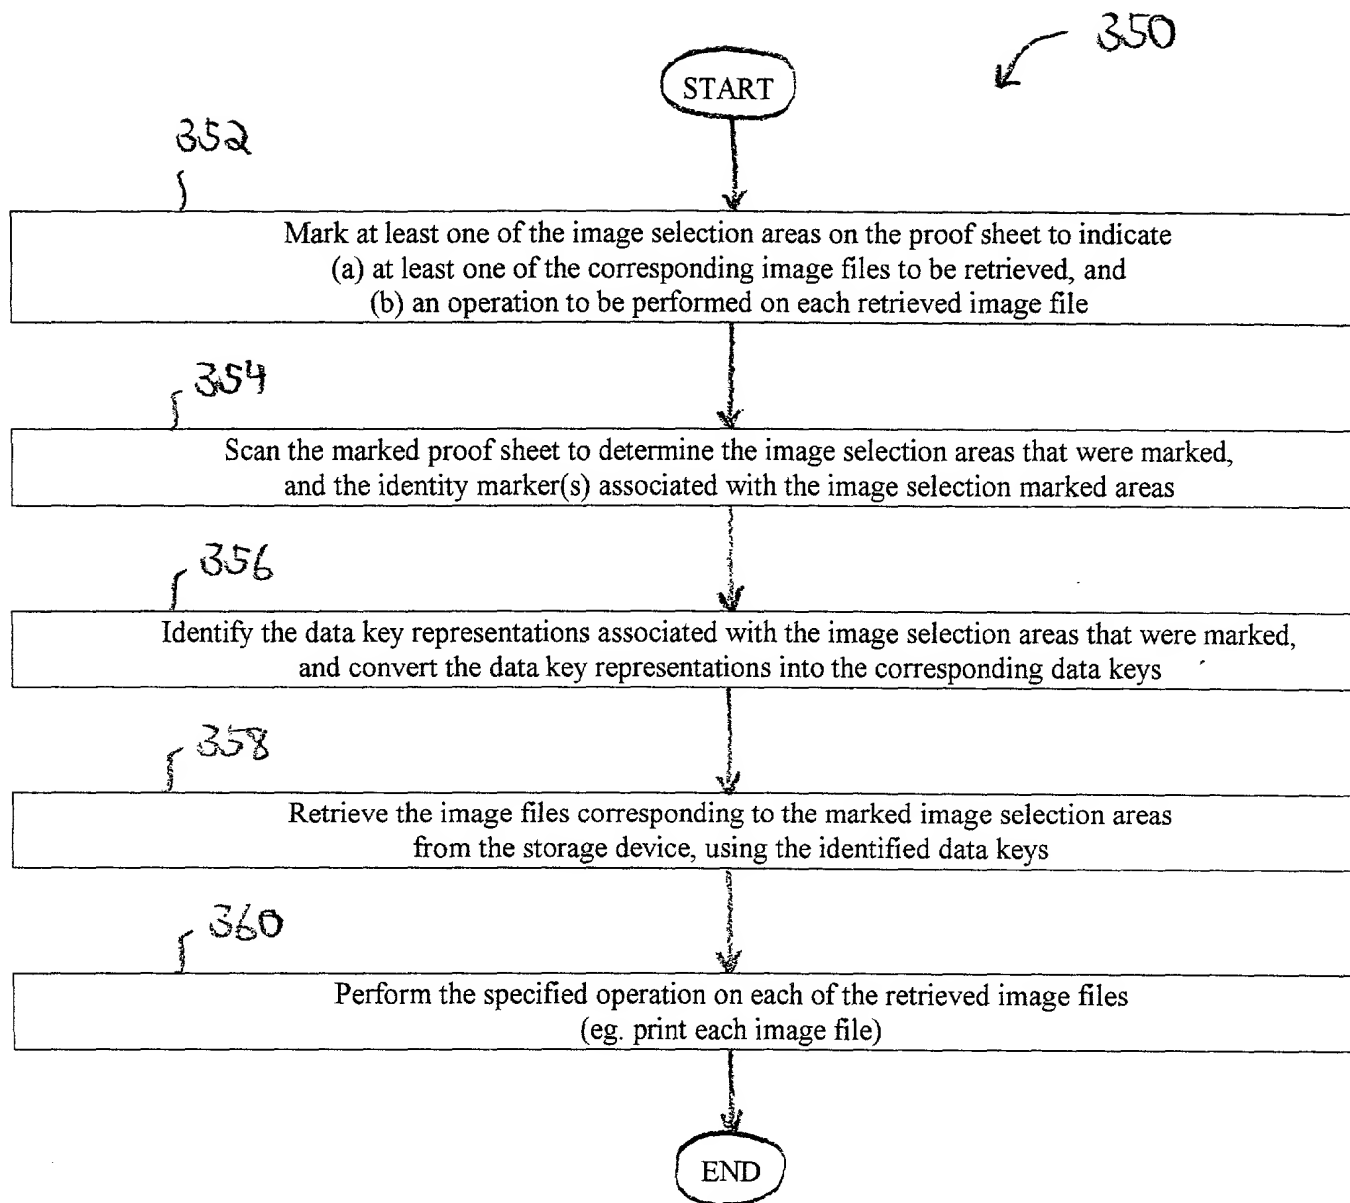 350
START
352
Mark at least one of the image selection areas on the proof sheet to indicate
(a) at least one of the corresponding image files to be retrieved, and
(b) an operation to be performed on each retrieved image file
354
Scan the marked proof sheet to determine the image selection areas that were marked,
and the identity marker(s) associated with the image selection marked areas
356
Identify the data key representations associated with the image selection areas that were marked,
and convert the data key representations into the corresponding data keys
358
Retrieve the image files corresponding to the marked image selection areas
from the storage device, using the identified data keys
360
Perform the specified operation on each of the retrieved image files
(eg. print each image file)
END